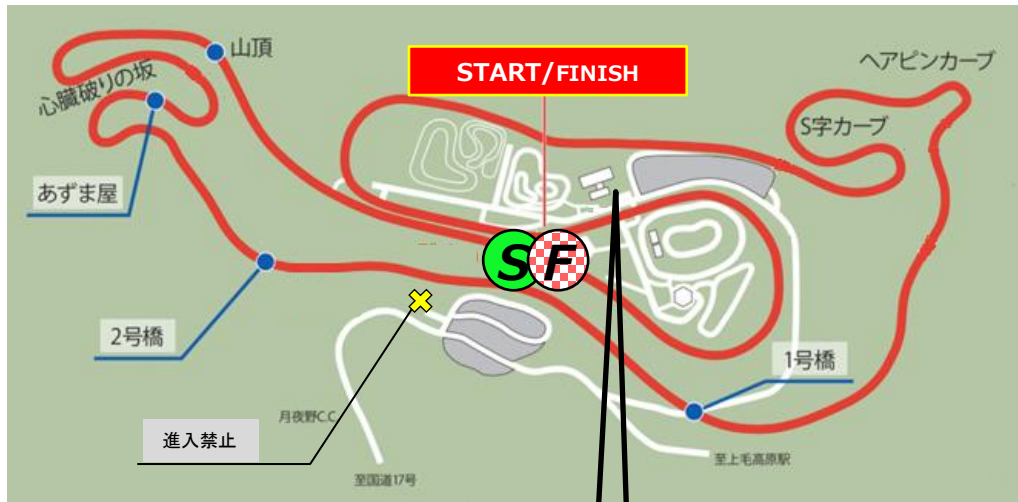 山頂
START/FINISH
ヘアピンカーブ
心臓破りの坂
S字カーブ
あずま屋
S
F
2号橋
1号橋
月夜野C.C.
進入禁止
至上毛高原駅
至国道17号